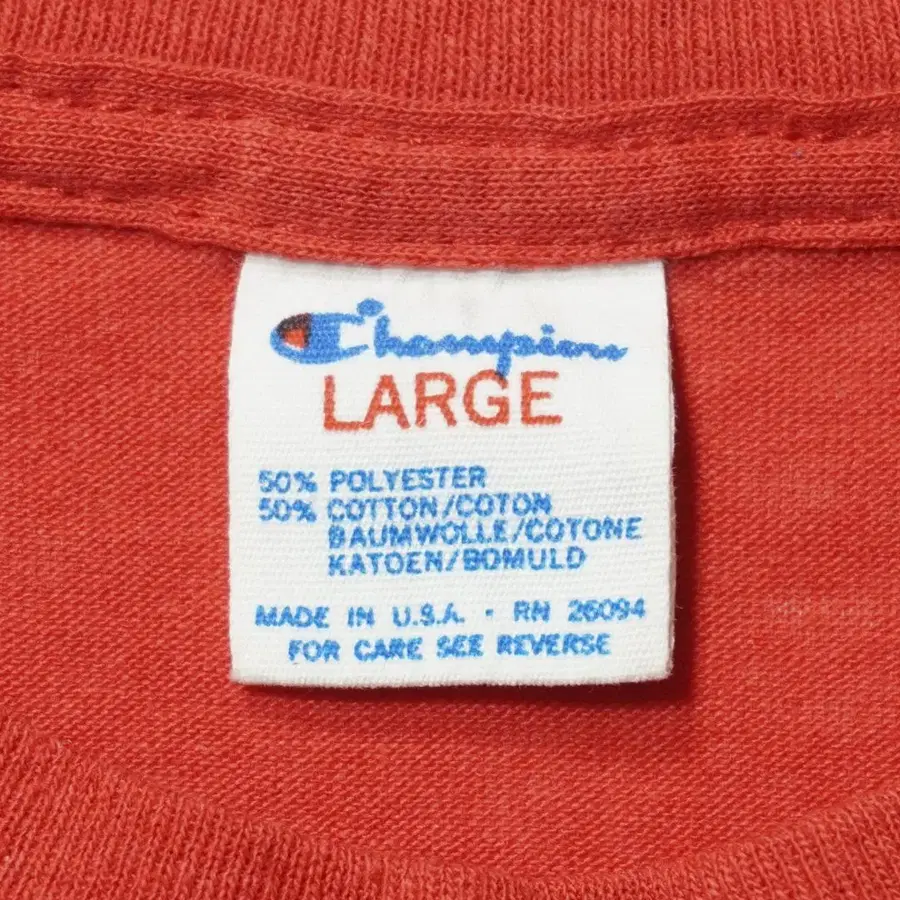 Champion
LARGE
50% POLYESTER
50% COTTON/COTON
BAUMWOLLE/COTONE
KATOEN/BOMULD
MADE IN U.S.A. · RN 26094
FOR CARE SEE REVERSE